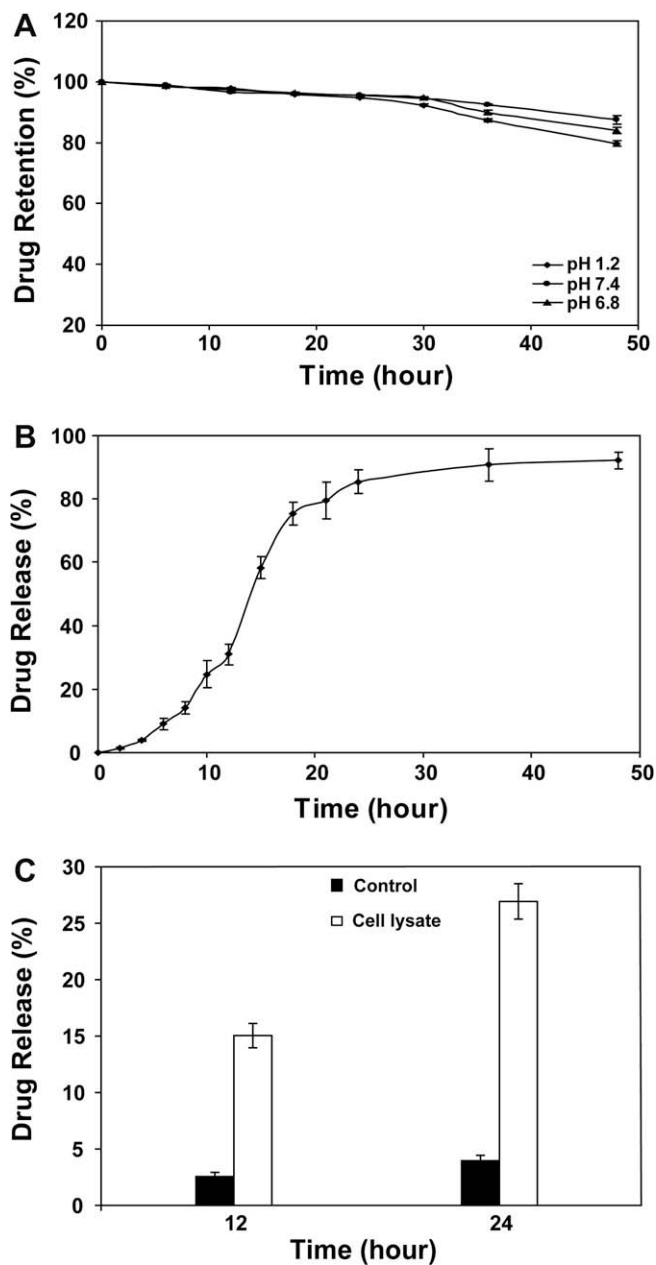 A
Drug Retention (%)
120
100
80
60
40
20
pH 1.2
pH 7.4
pH 6.8
0 10 20 30 40 50
Time (hour)
B
Drug Release (%)
100
80
60
40
20
0
0 10 20 30 40 50
Time (hour)
C
Drug Release (%)
30
25
20
15
10
5
0
Control
Cell lysate
12 24
Time (hour)